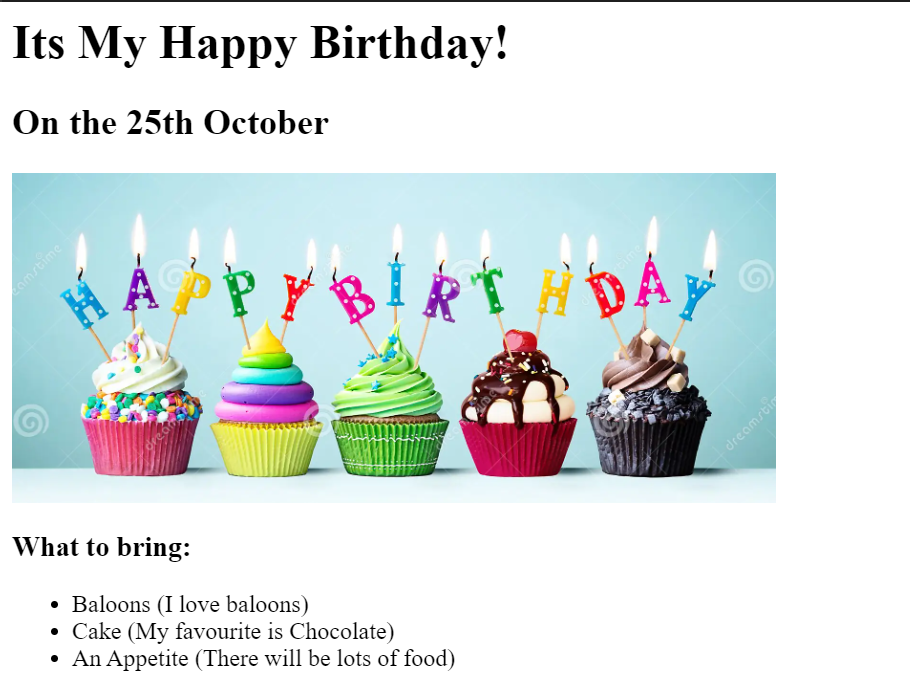 Its My Happy Birthday!
On the 25th October
HAPPY BIRTHDAY
dreamstime
What to bring:
Baloons (I love baloons)
Cake (My favourite is Chocolate)
An Appetite (There will be lots of food)